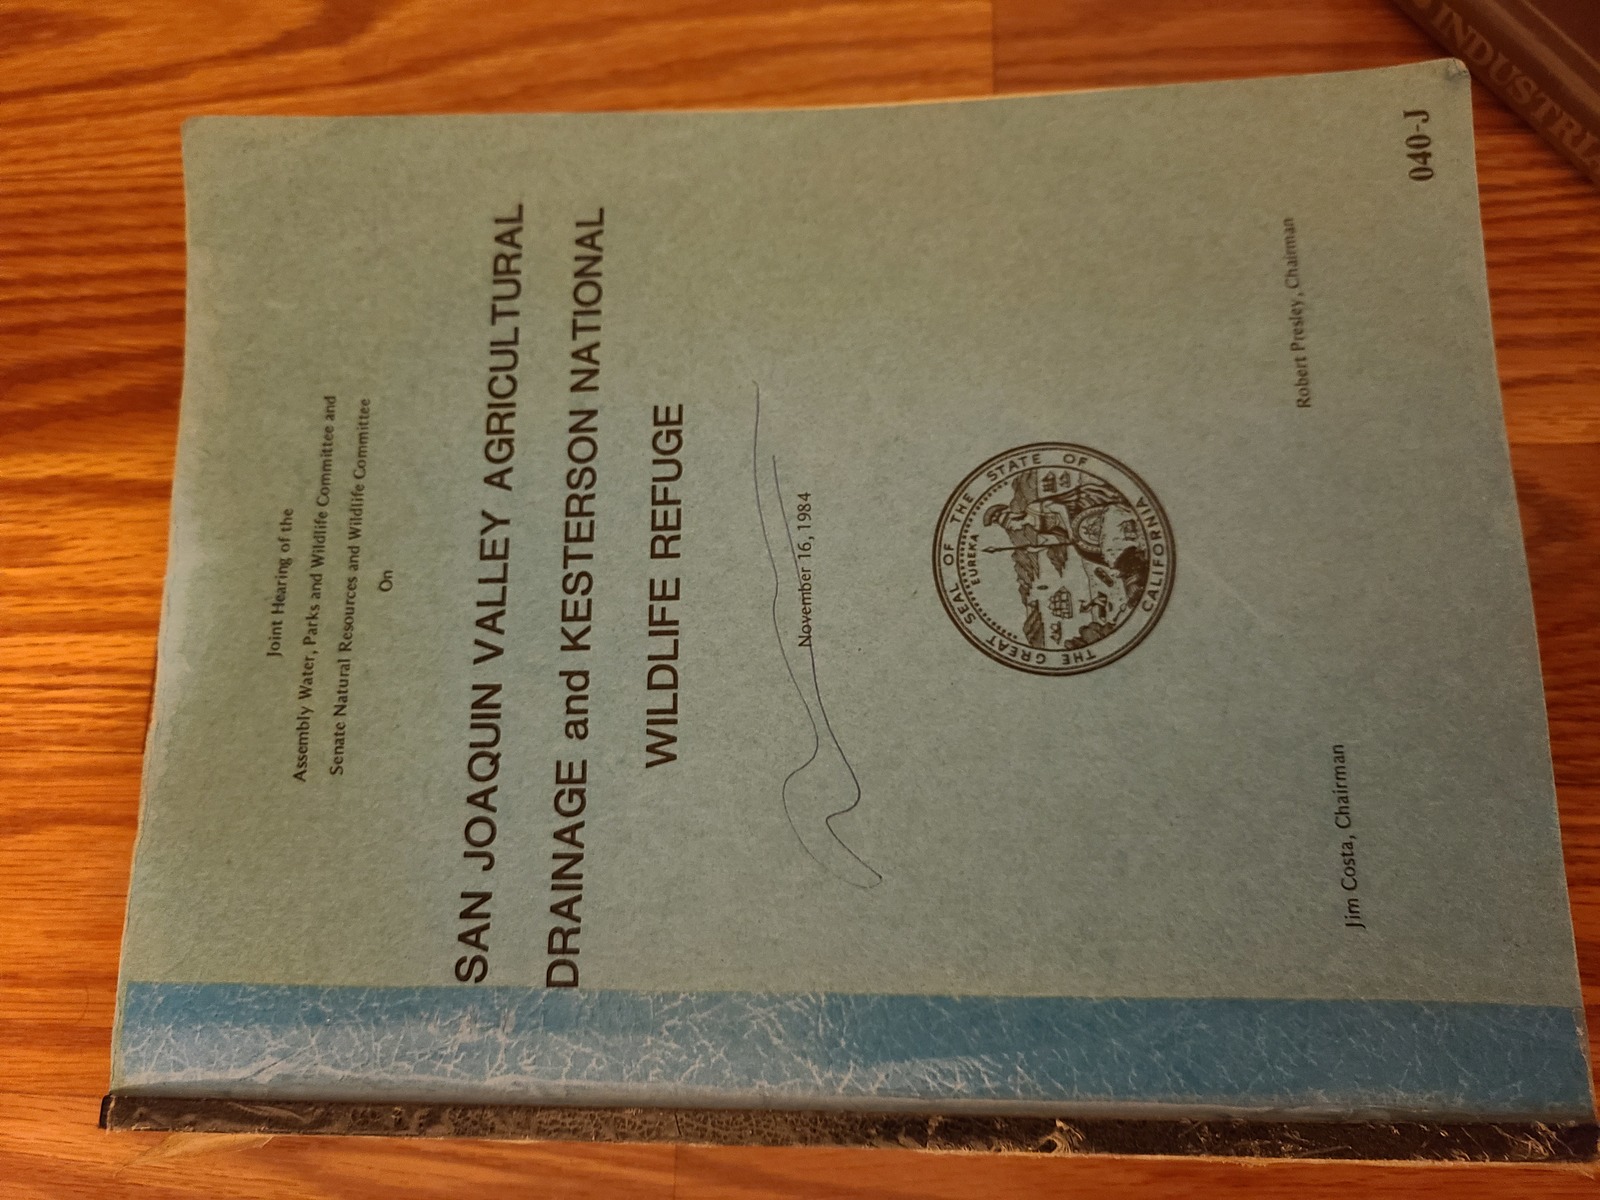 Joint Hearing of the
Assembly Water, Parks and Wildlife Committee and
Senate Natural Resources and Wildlife Committee
On
SAN JOAQUIN VALLEY AGRICULTURAL
DRAINAGE and KESTERSON NATIONAL
WILDLIFE REFUGE
November 16, 1984
THE GREAT SEAL OF THE STATE OF CALIFORNIA
EUREKA
Jim Costa, Chairman
Robert Presley, Chairman
040-J